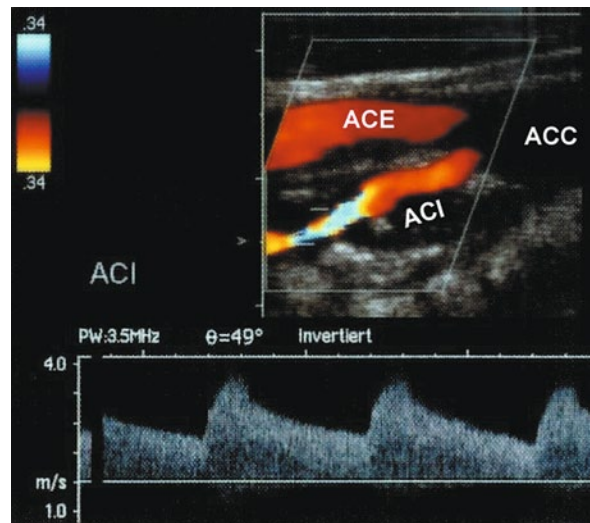 .34
.34
ACE
ACC
ACI
ACI
PW:3.5MHz θ=49° Invertiert
4.0
m/s
1.0